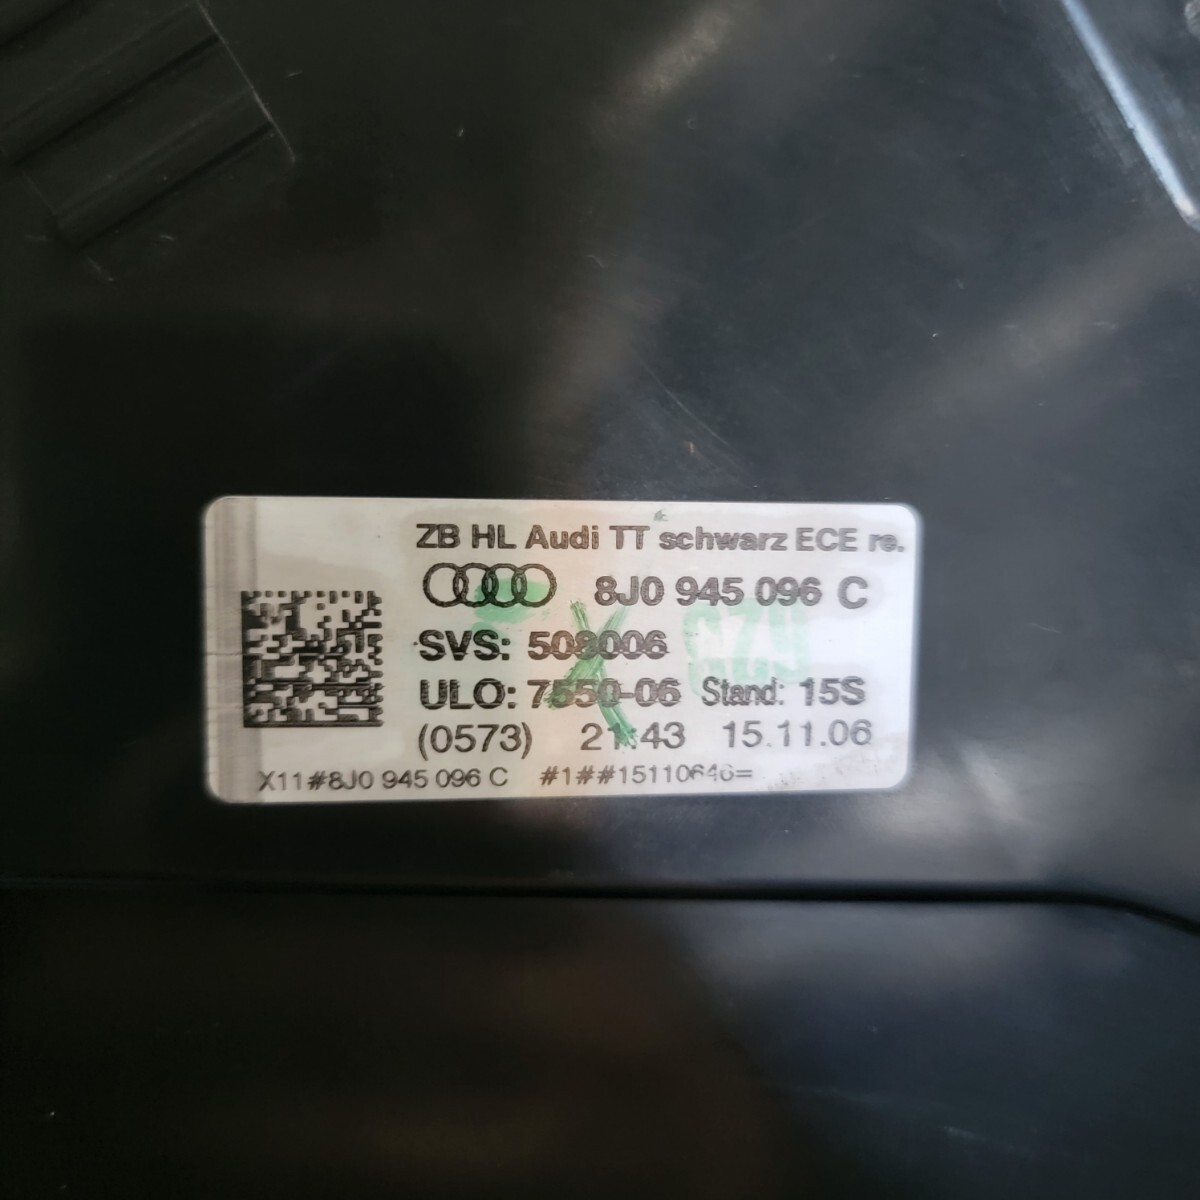 ZB HL Audi TT schwarz ECE re.
8J0 945 096 C
SVS: 508006
ULO: 7550-06 Stand: 15S
(0573) 21:43 15.11.06
X11#8J0 945 096 C #1##15110646=